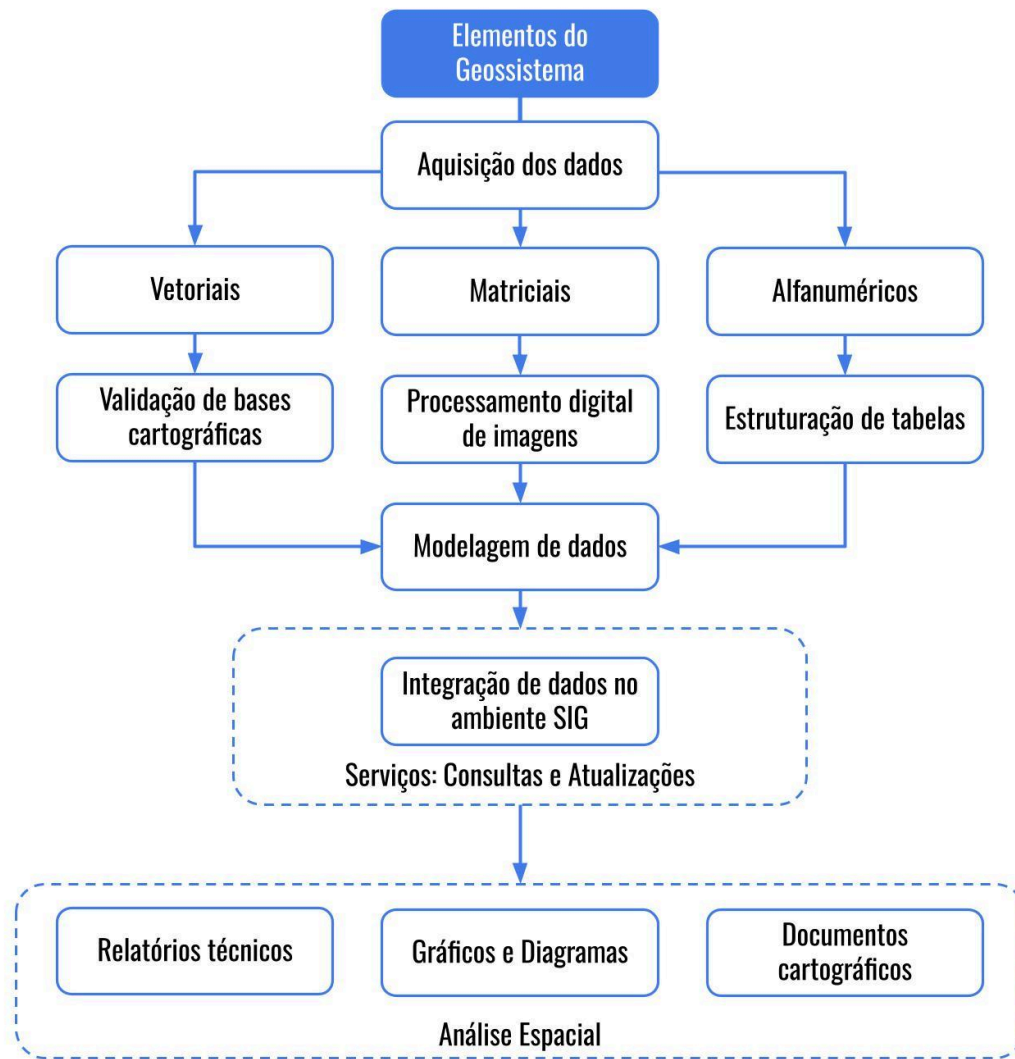 Elementos do
Geossistema
Aquisição dos dados
Vetoriais
Matriciais
Alfanuméricos
Validação de bases
cartográficas
Processamento digital
de imagens
Estruturação de tabelas
Modelagem de dados
Integração de dados no
ambiente SIG
Serviços: Consultas e Atualizações
Relatórios técnicos
Gráficos e Diagramas
Documentos
cartográficos
Análise Espacial